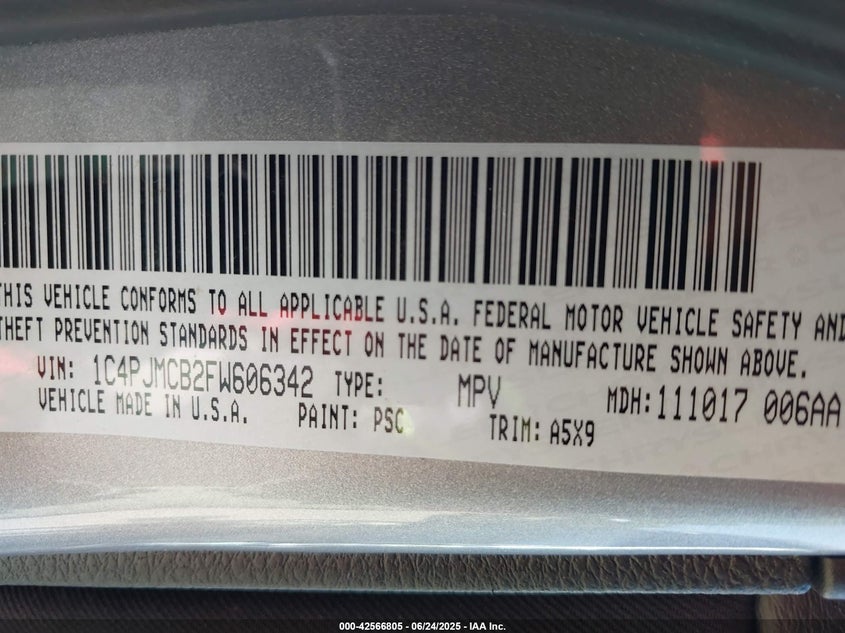 THIS VEHICLE CONFORMS TO ALL APPLICABLE U.S.A. FEDERAL MOTOR VEHICLE SAFETY AND
THEFT PREVENTION STANDARDS IN EFFECT ON THE DATE OF MANUFACTURE SHOWN ABOVE.
VIN: 1C4PJMCB2FW606342 TYPE: MPV MDH: 111017 006AA
VEHICLE MADE IN U.S.A. PAINT: PSC TRIM: A5X9
000-42566805 - 06/24/2025 - IAA Inc.